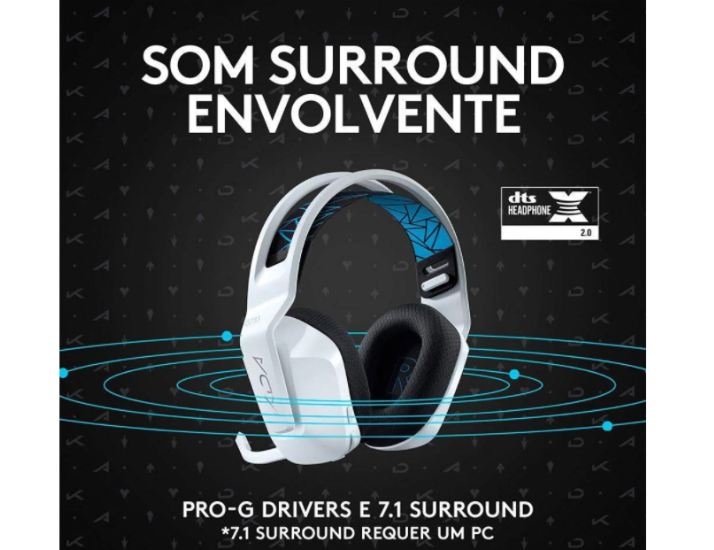 SOM SURROUND
ENVOLVENTE
dts
HEADPHONE X
2.0
PRO-G DRIVERS E 7.1 SURROUND
*7.1 SURROUND REQUER UM PC